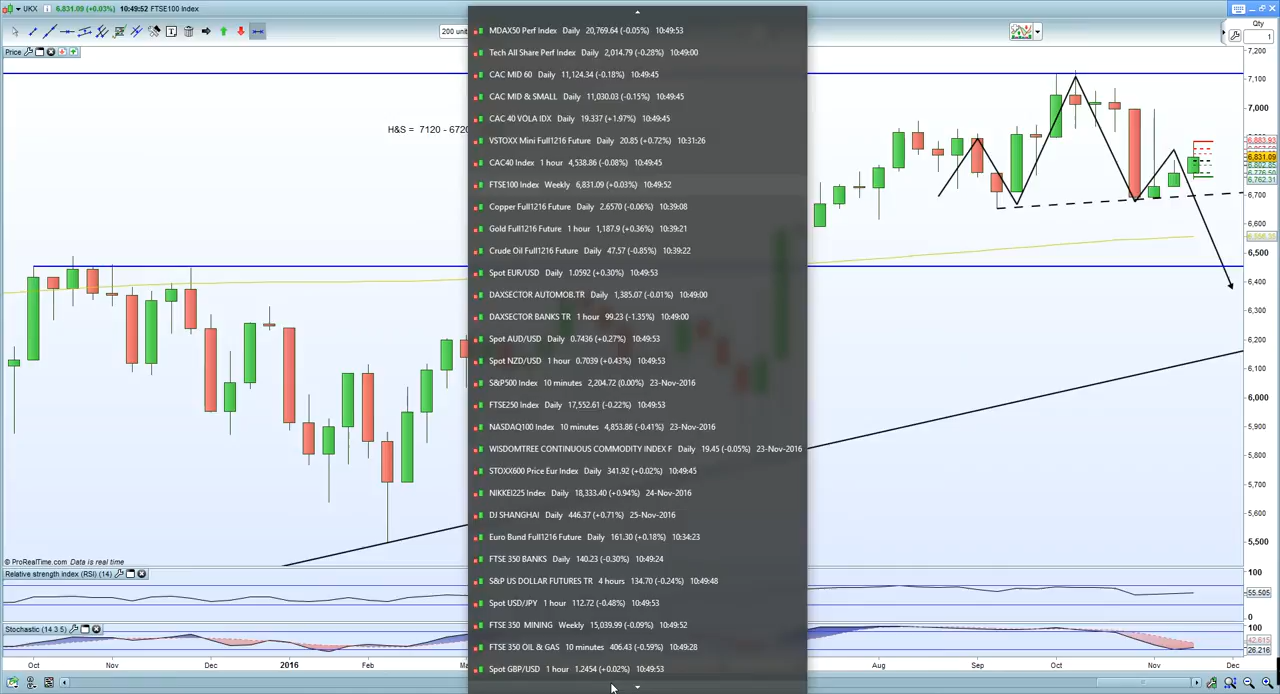 UKX 6,831.09 (+0.03%) 10:49:52 FTSE100 Index
200 uni
Qty
1
Price
H&S = 7120 - 6720
MDAX50 Perf Index Daily 20,769.64 (-0.05%) 10:49:53
Tech All Share Perf Index Daily 2,014.79 (-0.28%) 10:49:00
CAC MID 60 Daily 11,124.34 (-0.18%) 10:49:45
CAC MID & SMALL Daily 11,030.03 (-0.15%) 10:49:45
CAC 40 VOLA IDX Daily 19.337 (+1.97%) 10:49:45
VSTOXX Mini Full1216 Future Daily 20.85 (+0.72%) 10:31:26
CAC40 Index 1 hour 4,538.86 (-0.08%) 10:49:45
FTSE100 Index Weekly 6,831.09 (+0.03%) 10:49:52
Copper Full1216 Future Daily 2.6570 (-0.06%) 10:39:08
Gold Full1216 Future 1 hour 1,187.9 (+0.36%) 10:39:21
Crude Oil Full1216 Future Daily 47.57 (-0.85%) 10:39:22
Spot EUR/USD Daily 1.0592 (+0.30%) 10:49:53
DAXSECTOR AUTOMOB.TR Daily 1,385.07 (-0.01%) 10:49:00
DAXSECTOR BANKS TR 1 hour 99.23 (-1.35%) 10:49:00
Spot AUD/USD Daily 0.7436 (+0.27%) 10:49:53
Spot NZD/USD 1 hour 0.7039 (+0.43%) 10:49:53
S&P500 Index 10 minutes 2,204.72 (0.00%) 23-Nov-2016
FTSE250 Index Daily 17,552.61 (-0.22%) 10:49:53
NASDAQ100 Index 10 minutes 4,853.86 (-0.41%) 23-Nov-2016
WISDOMTREE CONTINUOUS COMMODITY INDEX F Daily 19.45 (-0.05%) 23-Nov-2016
STOXX600 Price Eur Index Daily 341.92 (+0.02%) 10:49:45
NIKKEI225 Index Daily 18,333.40 (+0.94%) 24-Nov-2016
DJ SHANGHAI Daily 446.37 (+0.71%) 25-Nov-2016
Euro Bund Full1216 Future Daily 161.30 (+0.18%) 10:34:23
FTSE 350 BANKS Daily 140.23 (-0.30%) 10:49:24
S&P US DOLLAR FUTURES TR 4 hours 134.70 (-0.24%) 10:49:48
Spot USD/JPY 1 hour 112.72 (-0.48%) 10:49:53
FTSE 350 MINING Weekly 15,039.99 (-0.09%) 10:49:52
FTSE 350 OIL & GAS 10 minutes 406.43 (-0.59%) 10:49:28
Spot GBP/USD 1 hour 1.2454 (+0.02%) 10:49:53
7,200
7,100
7,000
6,883.93
6,831.09
6,802.85
6,762.31
6,700
6,600
6,500
6,400
6,300
6,200
6,100
6,000
5,900
5,800
5,700
5,600
5,500
© ProRealTime.com Data is real time
Relative strength index (RSI) (14)
100
55.505
0
Stochastic (14 3 5)
100
42.615
26.216
Oct Nov Dec 2016 Feb Aug Sep Oct Nov Dec